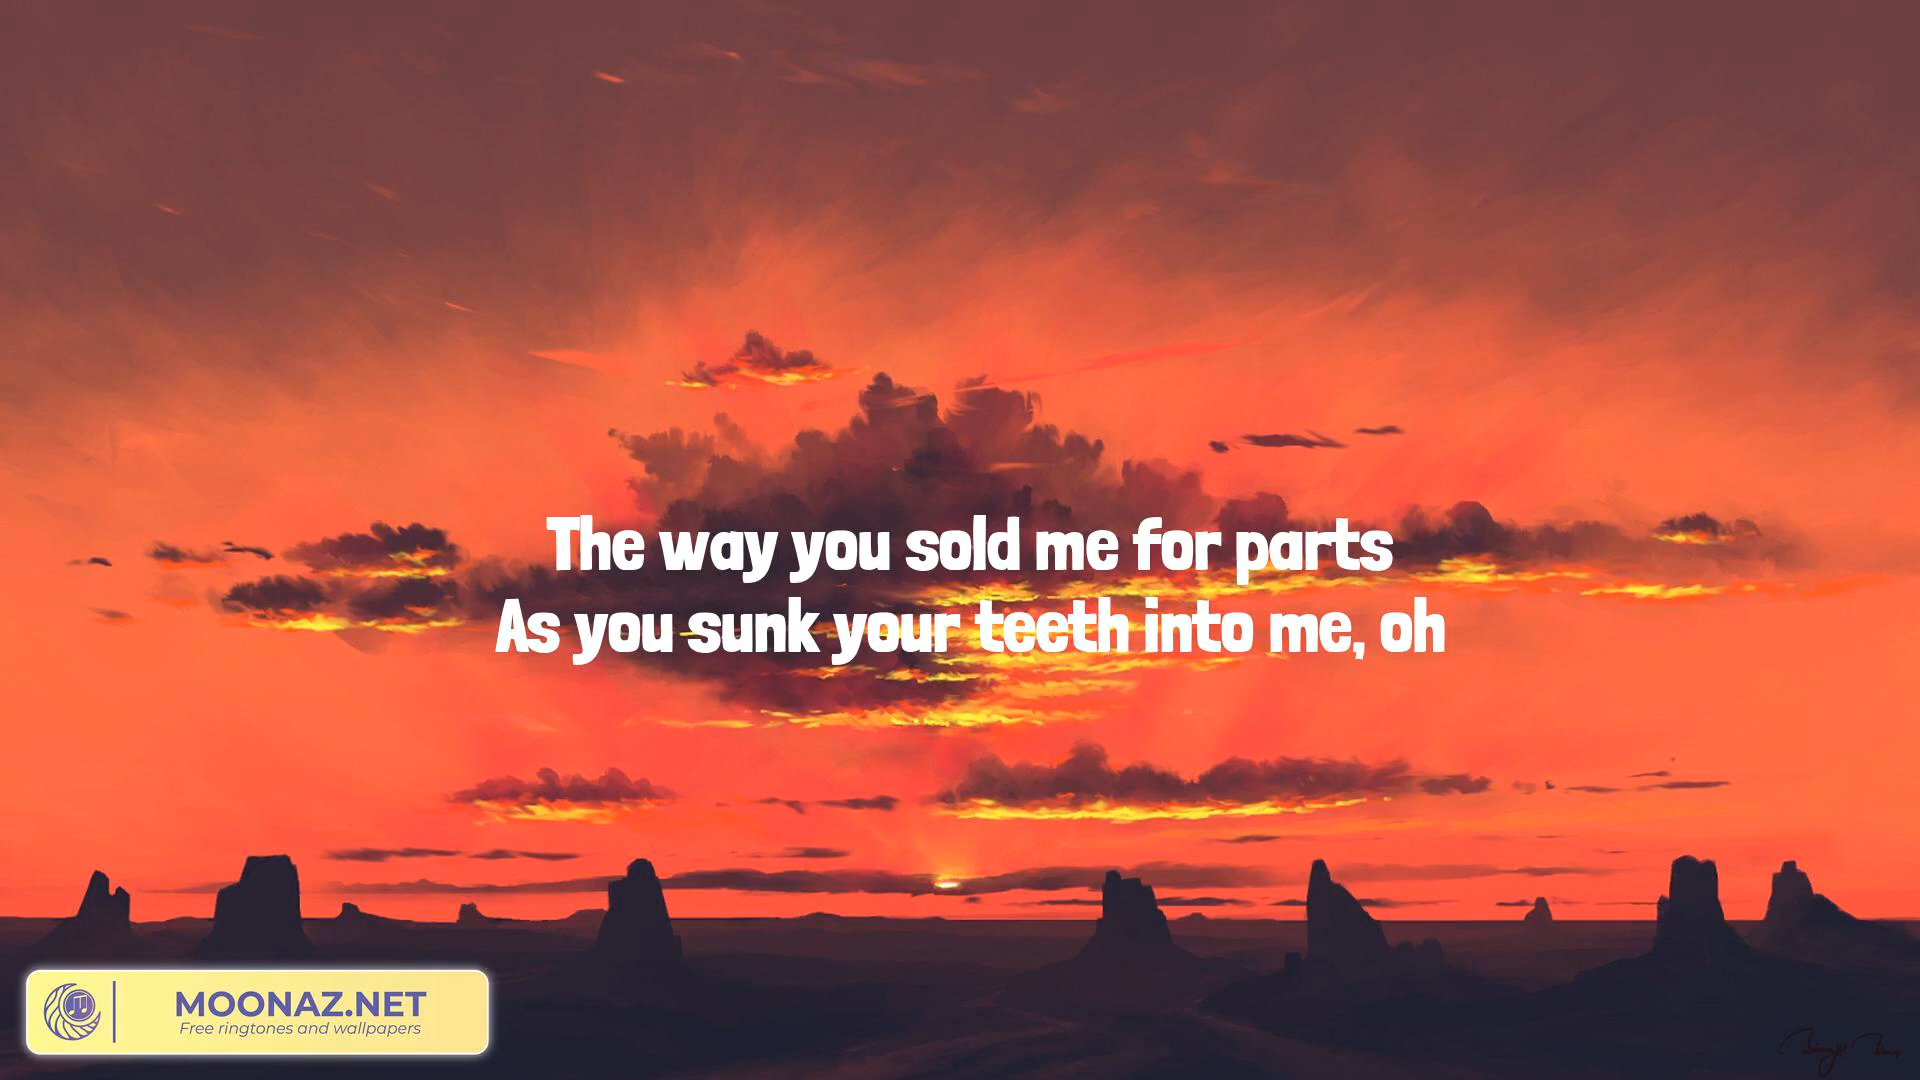 The way you sold me for parts
As you sunk your teeth into me, oh
MOONAZ.NET
Free ringtones and wallpapers